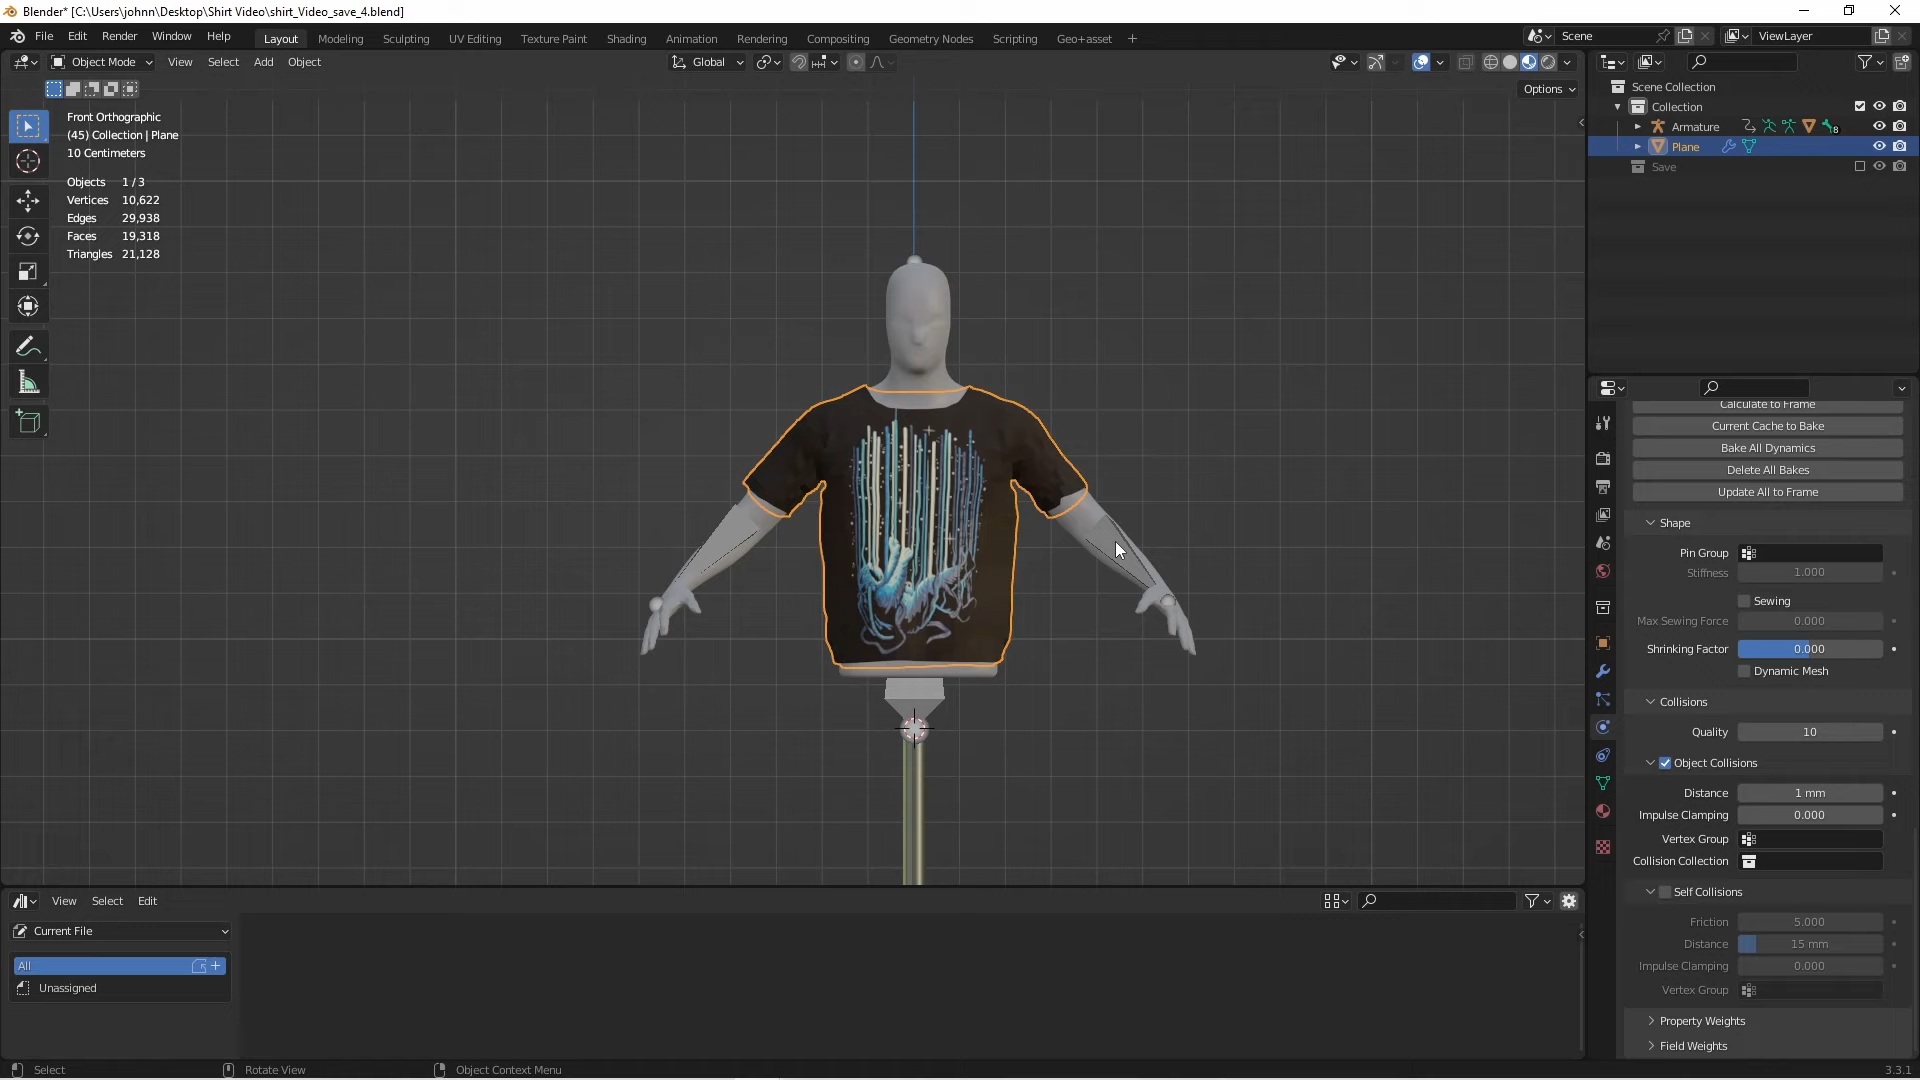 Blender* [C:\Users\johnn\Desktop\Shirt Video\shirt_Video_save_4.blend]
File Edit Render Window Help Layout Modeling Sculpting UV Editing Texture Paint Shading Animation Rendering Compositing Geometry Nodes Scripting Geo+asset + Scene ViewLayer
Object Mode View Select Add Object Global
Options
Front Orthographic
(45) Collection | Plane
10 Centimeters
Objects 1 / 3
Vertices 10,622
Edges 29,938
Faces 19,318
Triangles 21,128
Scene Collection
Collection
Armature 8
Plane
Save
Calculate to Frame
Current Cache to Bake
Bake All Dynamics
Delete All Bakes
Update All to Frame
Shape
Pin Group
Stiffness 1.000
Sewing
Max Sewing Force 0.000
Shrinking Factor 0.000
Dynamic Mesh
Collisions
Quality 10
Object Collisions
Distance 1 mm
Impulse Clamping 0.000
Vertex Group
Collision Collection
Self Collisions
Friction 5.000
Distance 15 mm
Impulse Clamping 0.000
Vertex Group
Property Weights
Field Weights
View Select Edit
Current File
All
Unassigned
Select Rotate View Object Context Menu 3.3.1